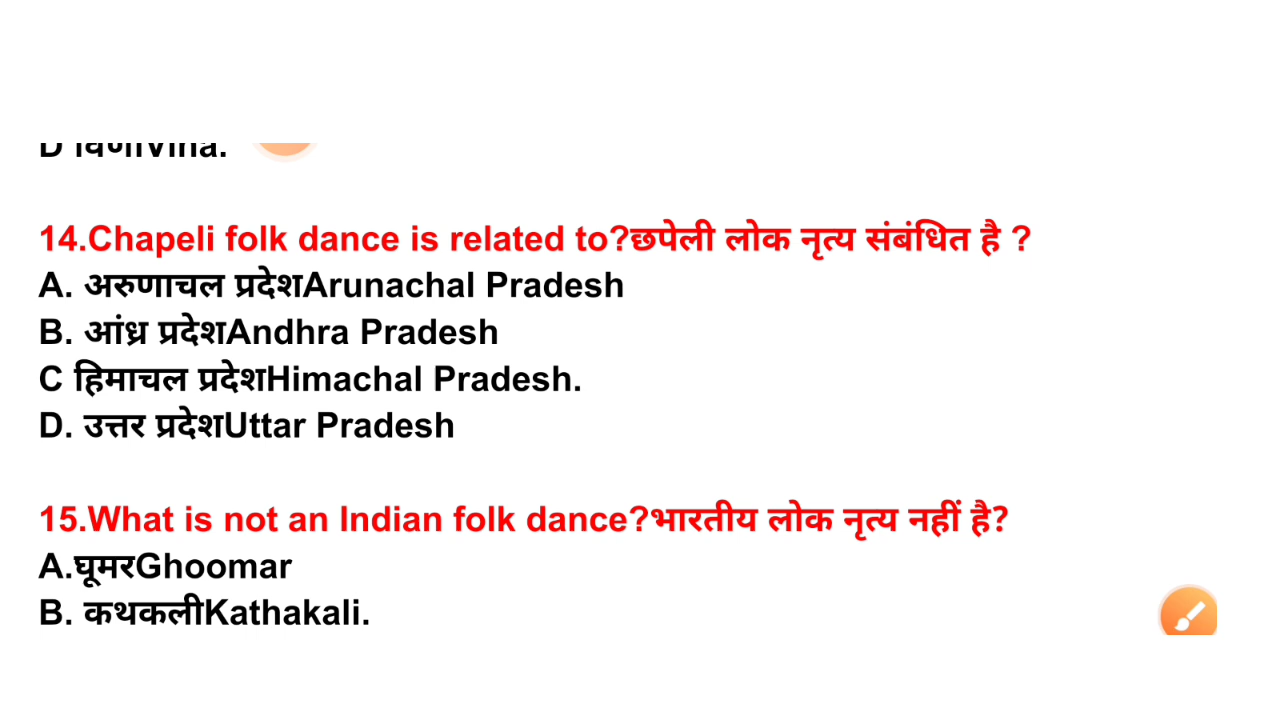 D विणाVina.
14.Chapeli folk dance is related to?छपेली लोक नृत्य संबंधित है ?
A. अरुणाचल प्रदेशArunachal Pradesh
B. आंध्र प्रदेशAndhra Pradesh
C हिमाचल प्रदेशHimachal Pradesh.
D. उत्तर प्रदेशUttar Pradesh
15.What is not an Indian folk dance?भारतीय लोक नृत्य नहीं है?
A.घूमरGhoomar
B. कथकलीKathakali.